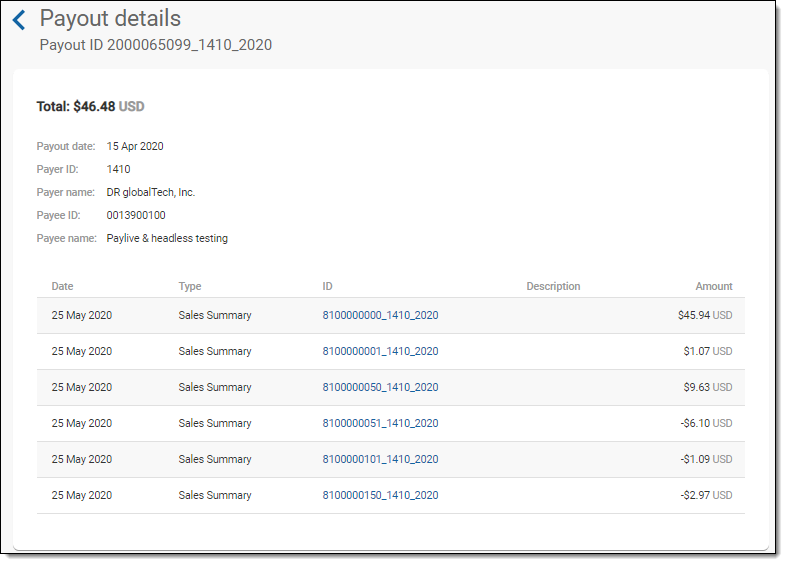 Payout details
Payout ID 2000065099_1410_2020
Total: $46.48 USD
Payout date: 15 Apr 2020
Payer ID: 1410
Payer name: DR globalTech, Inc.
Payee ID: 0013900100
Payee name: Paylive & headless testing
Date Type ID Description Amount
25 May 2020 Sales Summary 8100000000_1410_2020 $45.94 USD
25 May 2020 Sales Summary 8100000001_1410_2020 $1.07 USD
25 May 2020 Sales Summary 8100000050_1410_2020 $9.63 USD
25 May 2020 Sales Summary 8100000051_1410_2020 -$6.10 USD
25 May 2020 Sales Summary 8100000101_1410_2020 -$1.09 USD
25 May 2020 Sales Summary 8100000150_1410_2020 -$2.97 USD